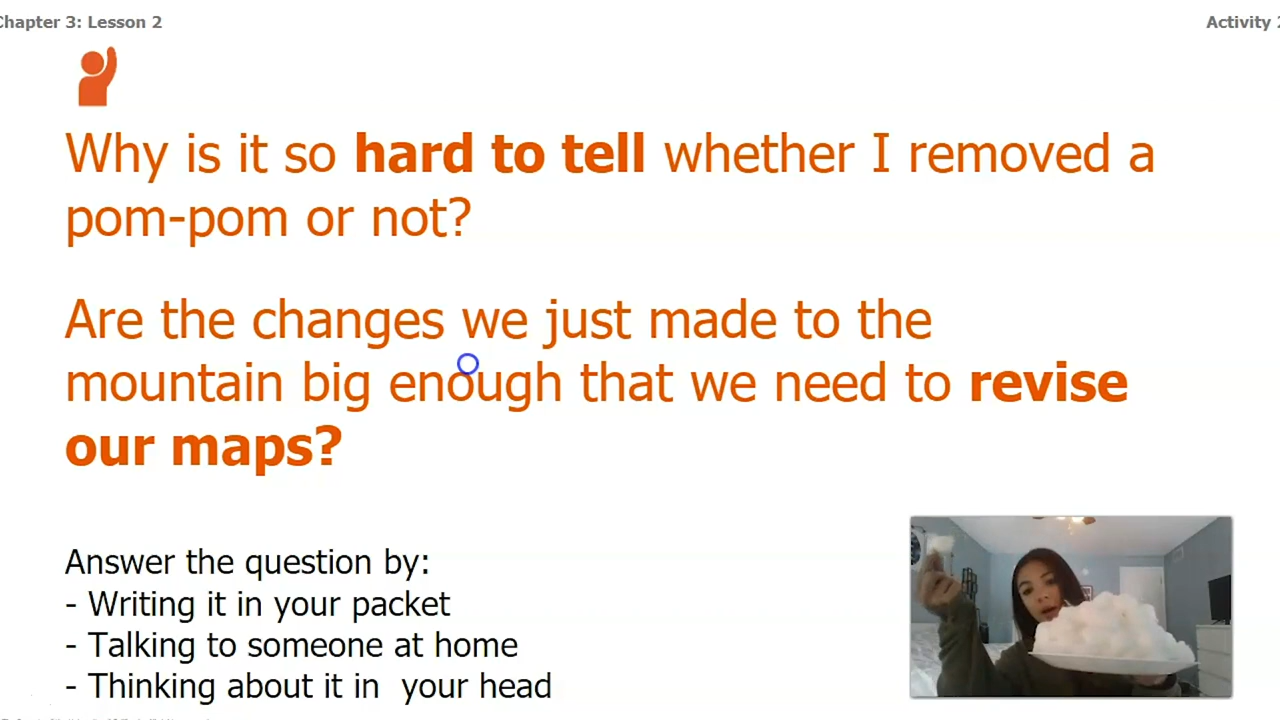 Chapter 3: Lesson 2
Activity 2
Why is it so hard to tell whether I removed a
pom-pom or not?
Are the changes we just made to the
mountain big enough that we need to revise
our maps?
Answer the question by:
- Writing it in your packet
- Talking to someone at home
- Thinking about it in your head